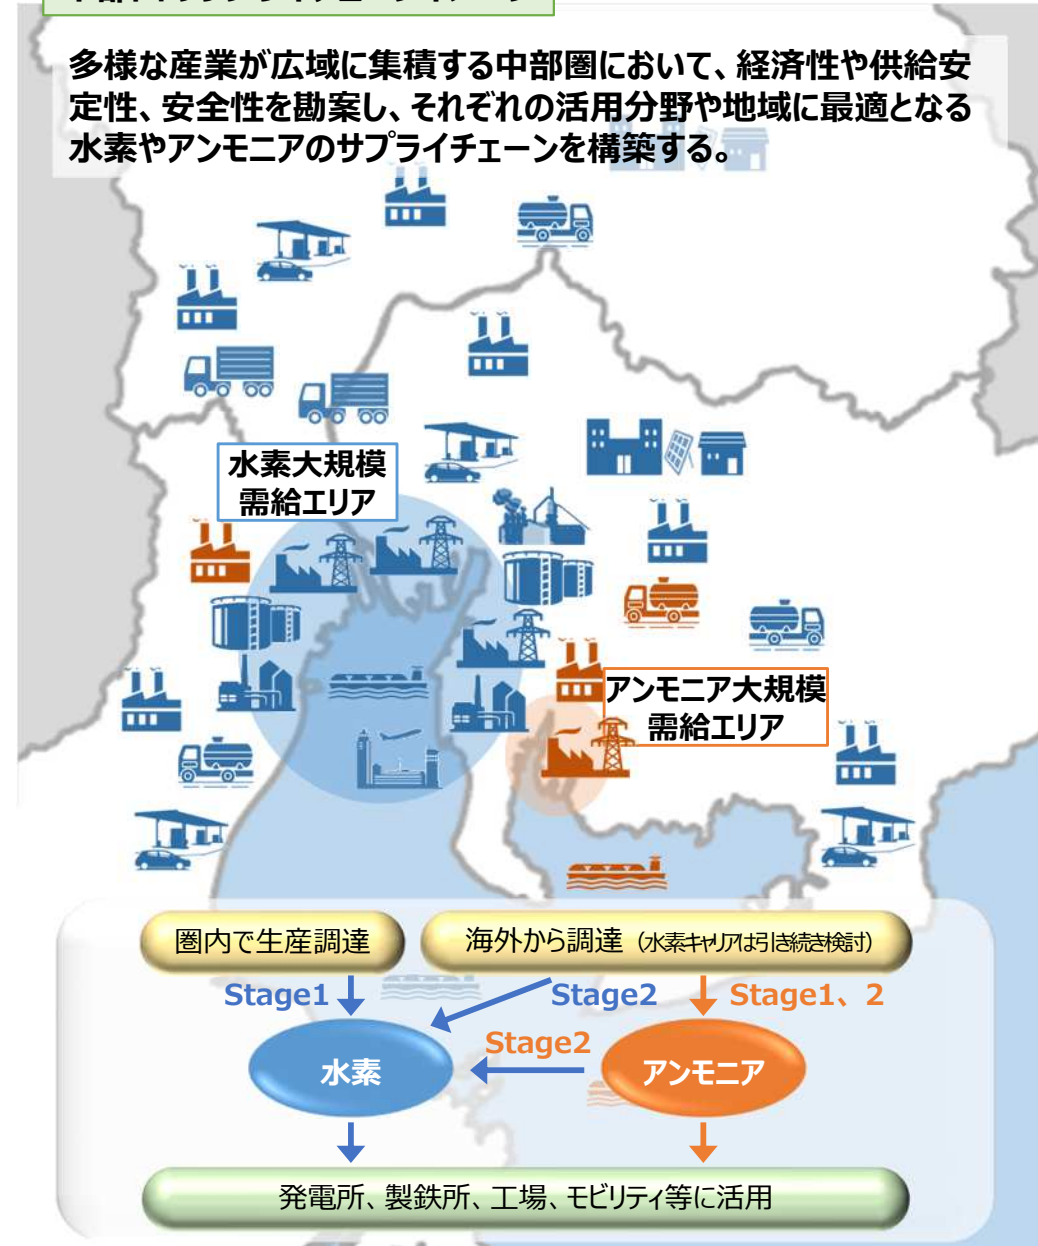 多様な産業が広域に集積する中部圏において、経済性や供給安
定性、安全性を勘案し、それぞれの活用分野や地域に最適となる
水素やアンモニアのサプライチェーンを構築する。
水素大規模
需給エリア
アンモニア大規模
需給エリア
圏内で生産調達
海外から調達（水素キャリアは引き続き検討）
Stage1
Stage2
Stage1、2
Stage2
水素
アンモニア
発電所、製鉄所、工場、モビリティ等に活用